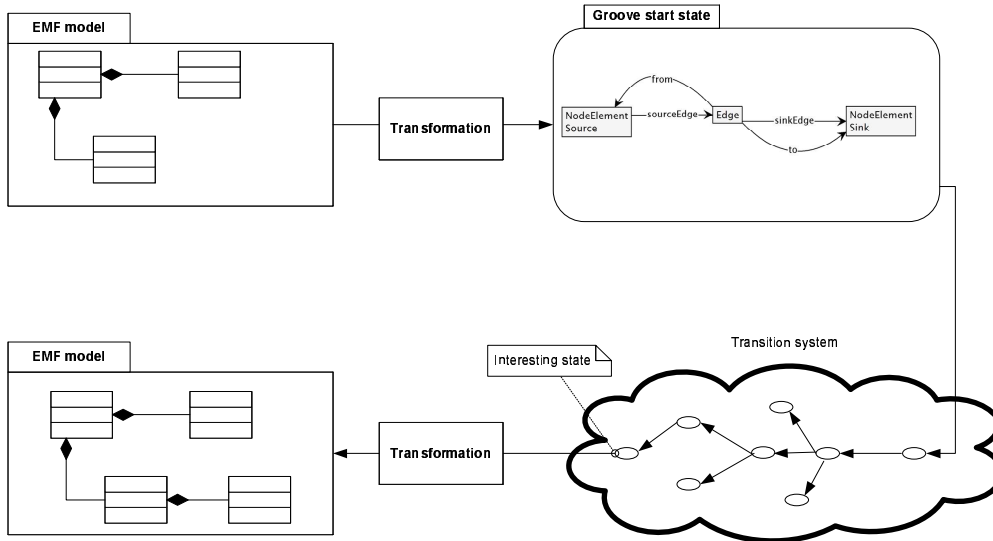 EMF model
Groove start state
Transformation
from
NodeElement
Source
sourceEdge
Edge
sinkEdge
to
NodeElement
Sink
EMF model
Transformation
Interesting state
Transition system